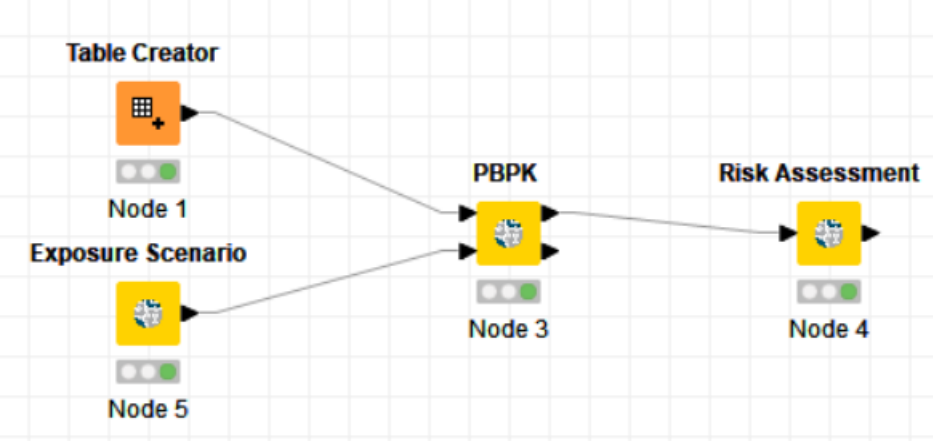 Table Creator
Node 1
Exposure Scenario
Node 5
PBPK
Node 3
Risk Assessment
Node 4